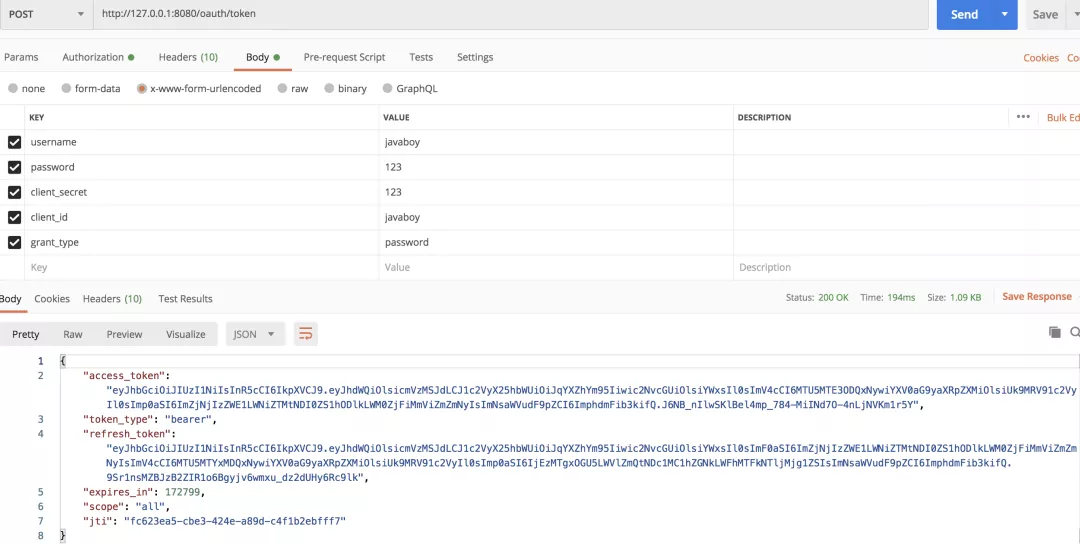 POST http://127.0.0.1:8080/oauth/token Send Save
Params Authorization Headers (10) Body Pre-request Script Tests Settings Cookies Co
none form-data x-www-form-urlencoded raw binary GraphQL
KEY VALUE DESCRIPTION ••• Bulk Ed
username javaboy
password 123
client_secret 123
client_id javaboy
grant_type password
Key Value Description
Body Cookies Headers (10) Test Results Status: 200 OK Time: 194ms Size: 1.09 KB Save Response
Pretty Raw Preview Visualize JSON
1 {
2 "access_token":
"eyJhbGciOiJIUzI1NiIsInR5cCI6IkpXVCJ9.eyJhdWQiOlsicmVzMSJdLCJ1c2VyX25hbWUiOiJqYXZhYm95Iiwic2NvcGUiOlsiYWxsIl0sImV4cCI6MTU5MTE3ODQxNywiYXV0aG9yaXRpZXMiOlsiUk9MRV91c2Vy
Il0sImp0aSI6ImZjNjIzZWE1LWNiZTMtNDI0ZS1hODlkLWM0ZjFiMmViZmZmNyIsImNsaWVudF9pZCI6ImphdmFib3kifQ.J6NB_nIlwSKlBel4mp_784-MiINd7O-4nLjNVKm1r5Y",
3 "token_type": "bearer",
4 "refresh_token":
"eyJhbGciOiJIUzI1NiIsInR5cCI6IkpXVCJ9.eyJhdWQiOlsicmVzMSJdLCJ1c2VyX25hbWUiOiJqYXZhYm95Iiwic2NvcGUiOlsiYWxsIl0sImF0aSI6ImZjNjIzZWE1LWNiZTMtNDI0ZS1hODlkLWM0ZjFiMmViZmZm
NyIsImV4cCI6MTU5MTYxMDQxNywiYXV0aG9yaXRpZXMiOlsiUk9MRV91c2VyIl0sImp0aSI6IjEzMTgxOGU5LWVlZmQtNDc1MC1hZGNkLWFhMTFkNTljMjg1ZSIsImNsaWVudF9pZCI6ImphdmFib3kifQ.
9Sr1nsMZBJzB2ZIR1o6Bgyjv6wmxu_dz2dUHy6Rc9lk",
5 "expires_in": 172799,
6 "scope": "all",
7 "jti": "fc623ea5-cbe3-424e-a89d-c4f1b2ebfff7"
8 }